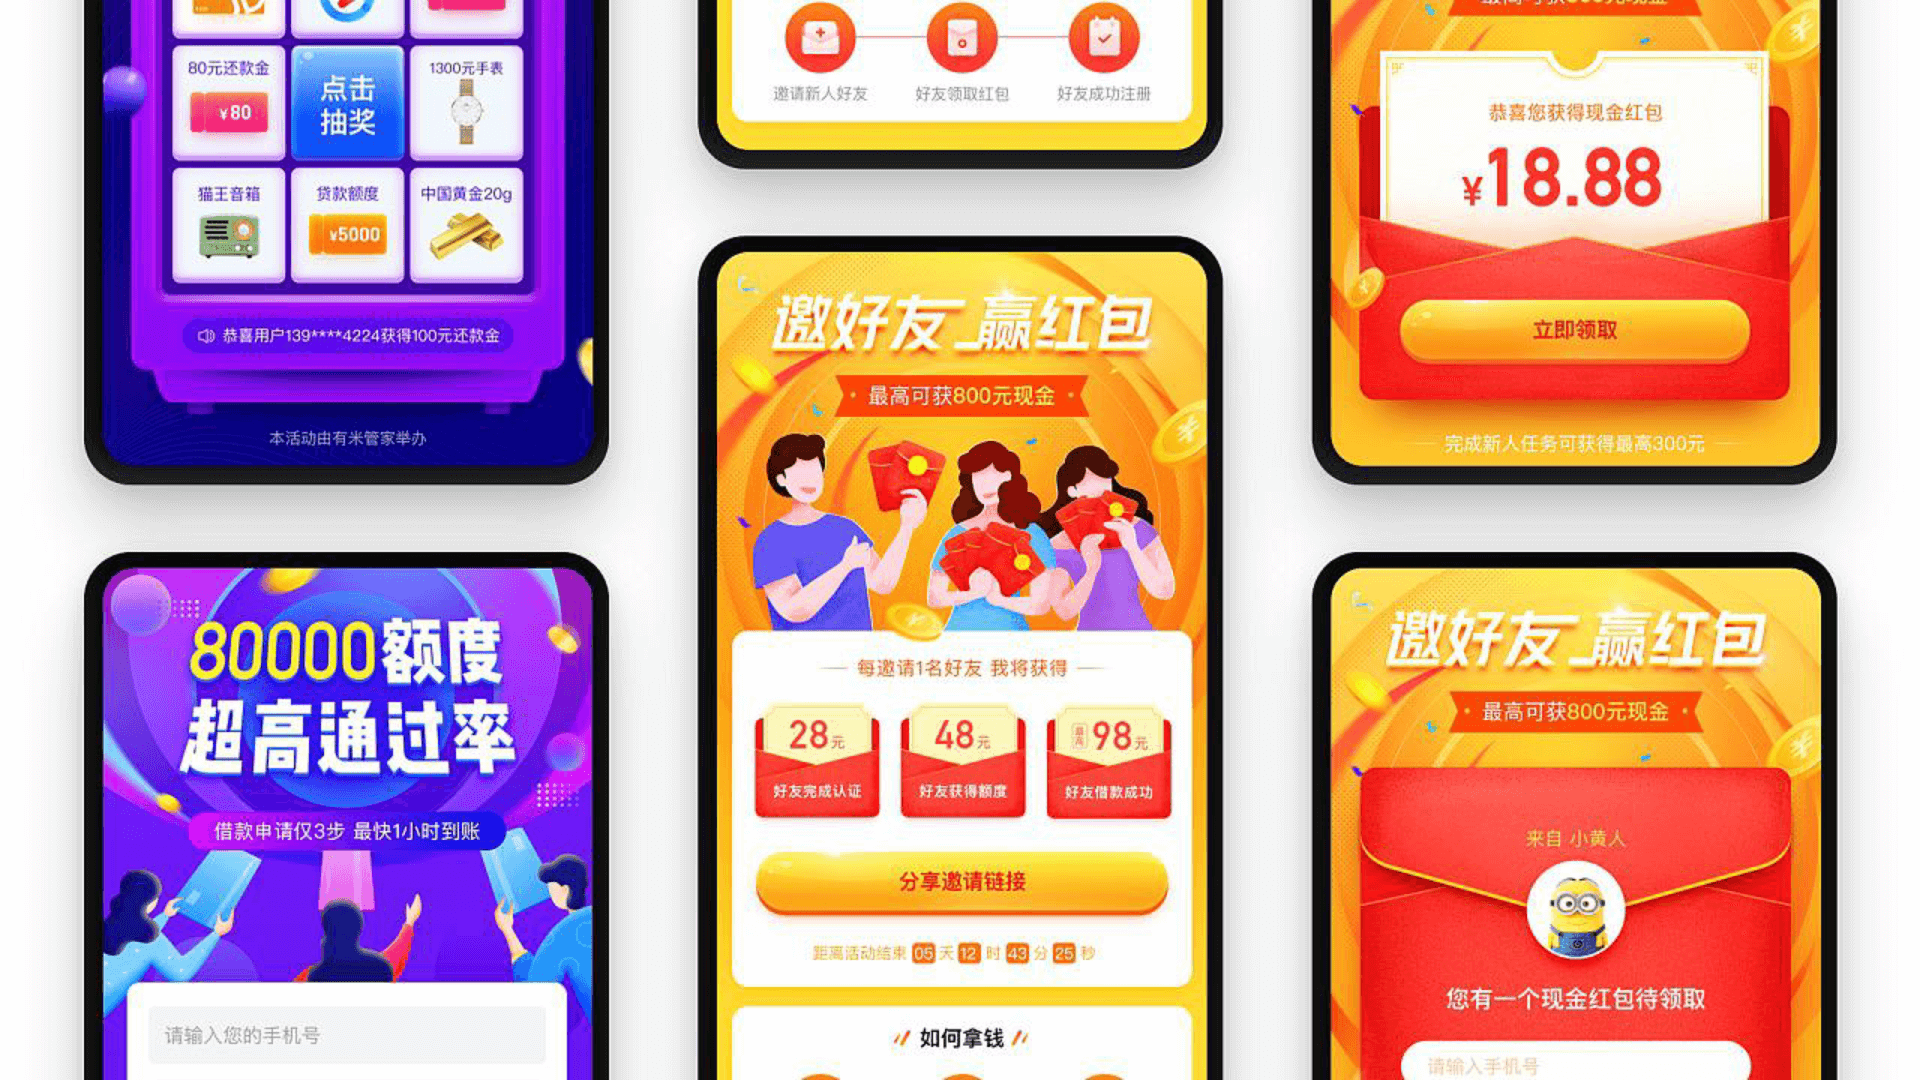 80元还款金
¥80
点击
抽奖
1300元手表
猫王音箱
贷款额度
¥5000
中国黄金20g
恭喜用户139****4224获得100元还款金
本活动由有米管家举办
80000额度
超高通过率
借款申请仅3步 最快1小时到账
请输入您的手机号
邀请新人好友
好友领取红包
好友成功注册
邀好友_赢红包
最高可获800元现金
每邀请1名好友 我将获得
28元
好友完成认证
48元
好友获得额度
最高98元
好友借款成功
分享邀请链接
距离活动结束 05 天 12 时 43 分 25 秒
如何拿钱
最高可获800元现金
恭喜您获得现金红包
¥18.88
立即领取
完成新人任务可获得最高300元
邀好友_赢红包
最高可获800元现金
来自 小黄人
您有一个现金红包待领取
请输入手机号